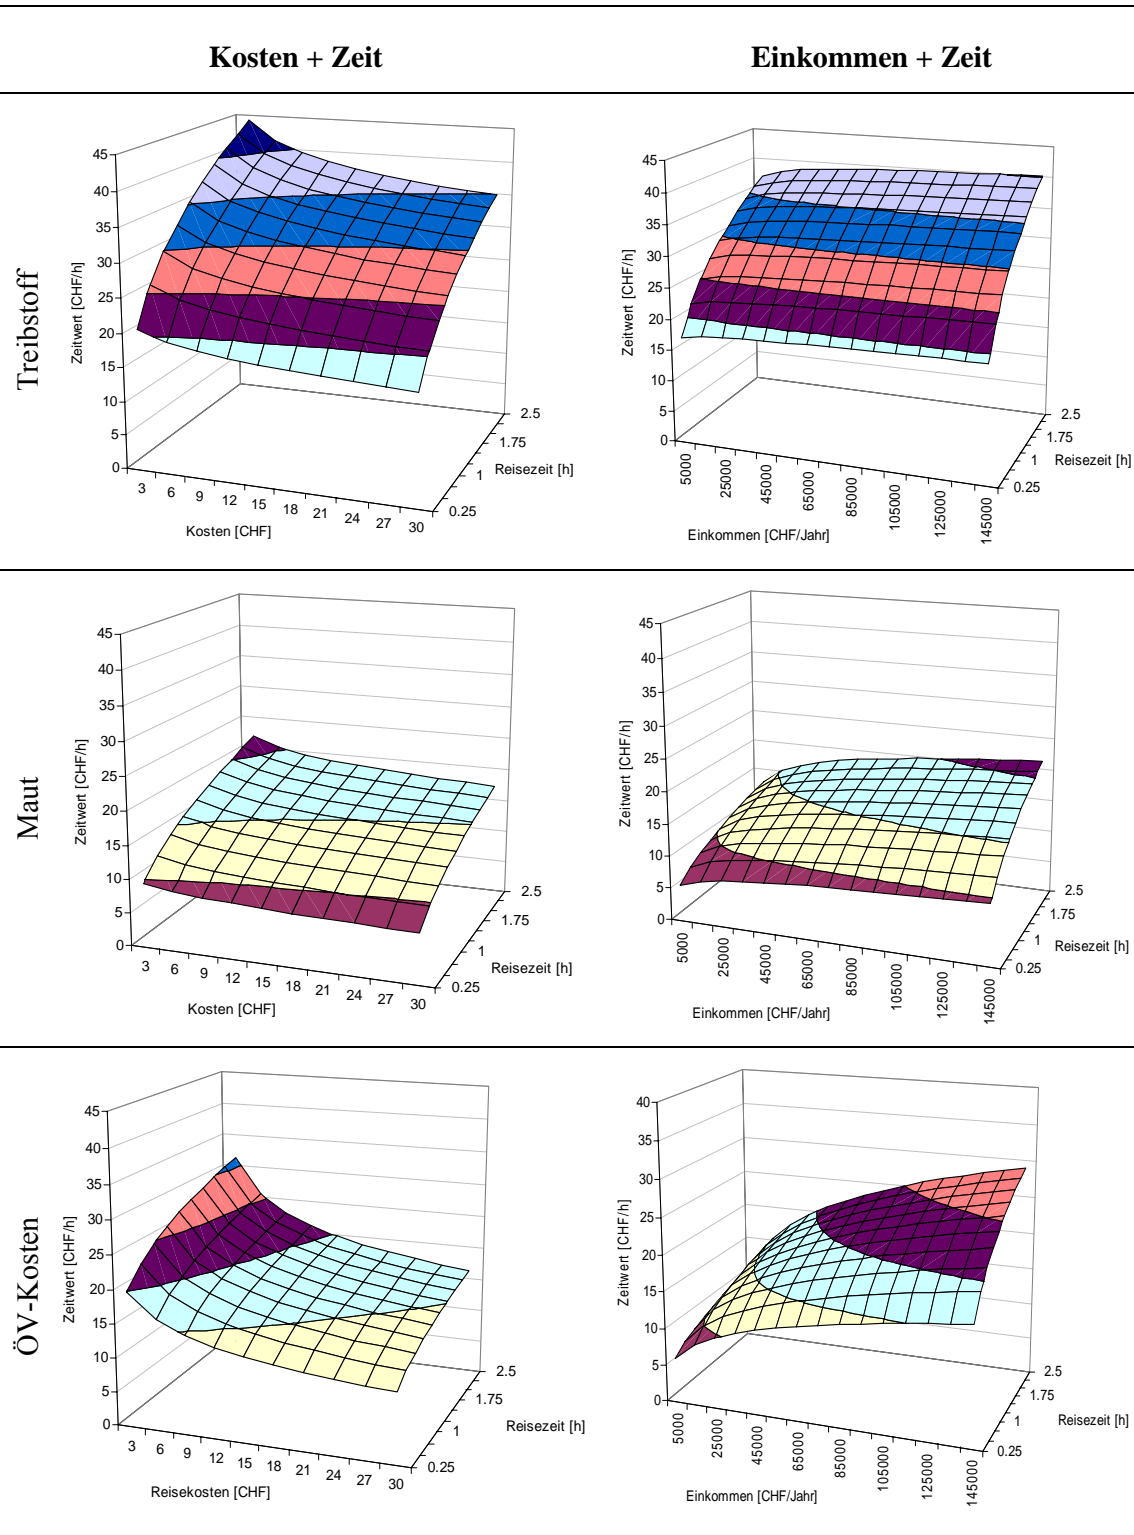 Kosten + Zeit
Einkommen + Zeit
Treibstoff
Zeitwert [CHF/h]
45
40
35
30
25
20
15
10
5
0
3 6 9 12 15 18 21 24 27 30
Kosten [CHF]
0.25
1
1.75
2.5
Reisezeit [h]
Zeitwert [CHF/h]
45
40
35
30
25
20
15
10
5
0
5000 25000 45000 65000 85000 105000 125000 145000
Einkommen [CHF/Jahr]
0.25
1
1.75
2.5
Reisezeit [h]
Maut
Zeitwert [CHF/h]
45
40
35
30
25
20
15
10
5
0
3 6 9 12 15 18 21 24 27 30
Kosten [CHF]
0.25
1
1.75
2.5
Reisezeit [h]
Zeitwert [CHF/h]
45
40
35
30
25
20
15
10
5
0
5000 25000 45000 65000 85000 105000 125000 145000
Einkommen [CHF/Jahr]
0.25
1
1.75
2.5
Reisezeit [h]
ÖV-Kosten
Zeitwert [CHF/h]
45
40
35
30
25
20
15
10
5
0
3 6 9 12 15 18 21 24 27 30
Reisekosten [CHF]
0.25
1
1.75
2.5
Reisezeit [h]
Zeitwert [CHF/h]
40
35
30
25
20
15
10
5
0
5000 25000 45000 65000 85000 105000 125000 145000
Einkommen [CHF/Jahr]
0.25
1
1.75
2.5
Reisezeit [h]